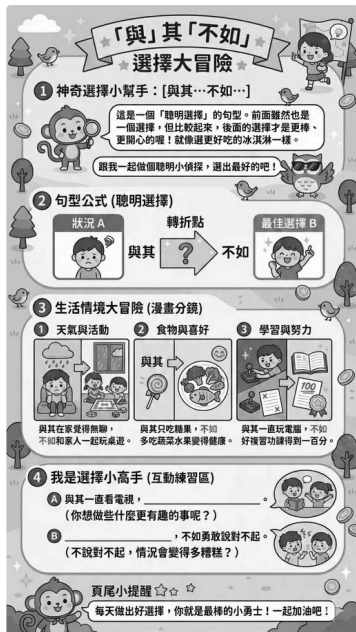 「與」其「不如」
選擇大冒險
1 神奇選擇小幫手：[與其⋯不如⋯]
這是一個「聰明選擇」的句型。前面雖然也是
一個選擇，但比較起來，後面的選擇才是更棒、
更開心的喔！就像選更好吃的冰淇淋一樣。
跟我一起做個聰明小偵探，選出最好的吧！
2 句型公式 (聰明選擇)
狀況 A
轉折點
最佳選擇 B
與其
?
不如
3 生活情境大冒險 (漫畫分鏡)
1 天氣與活動
2 食物與喜好
3 學習與努力
與其
100
與其在家覺得無聊，
不如和家人一起玩桌遊。
與其只吃糖果，不如
多吃蔬菜水果變得健康。
與其一直玩電腦，不如
好複習功課得到一百分。
4 我是選擇小高手 (互動練習區)
A 與其一直看電視，____________________。
（你想做些什麼更有趣的事呢？）
B ____________________，不如勇敢說對不起。
（不說對不起，情況會變得多糟糕？）
頁尾小提醒
每天做出好選擇，你就是最棒的小勇士！一起加油吧！